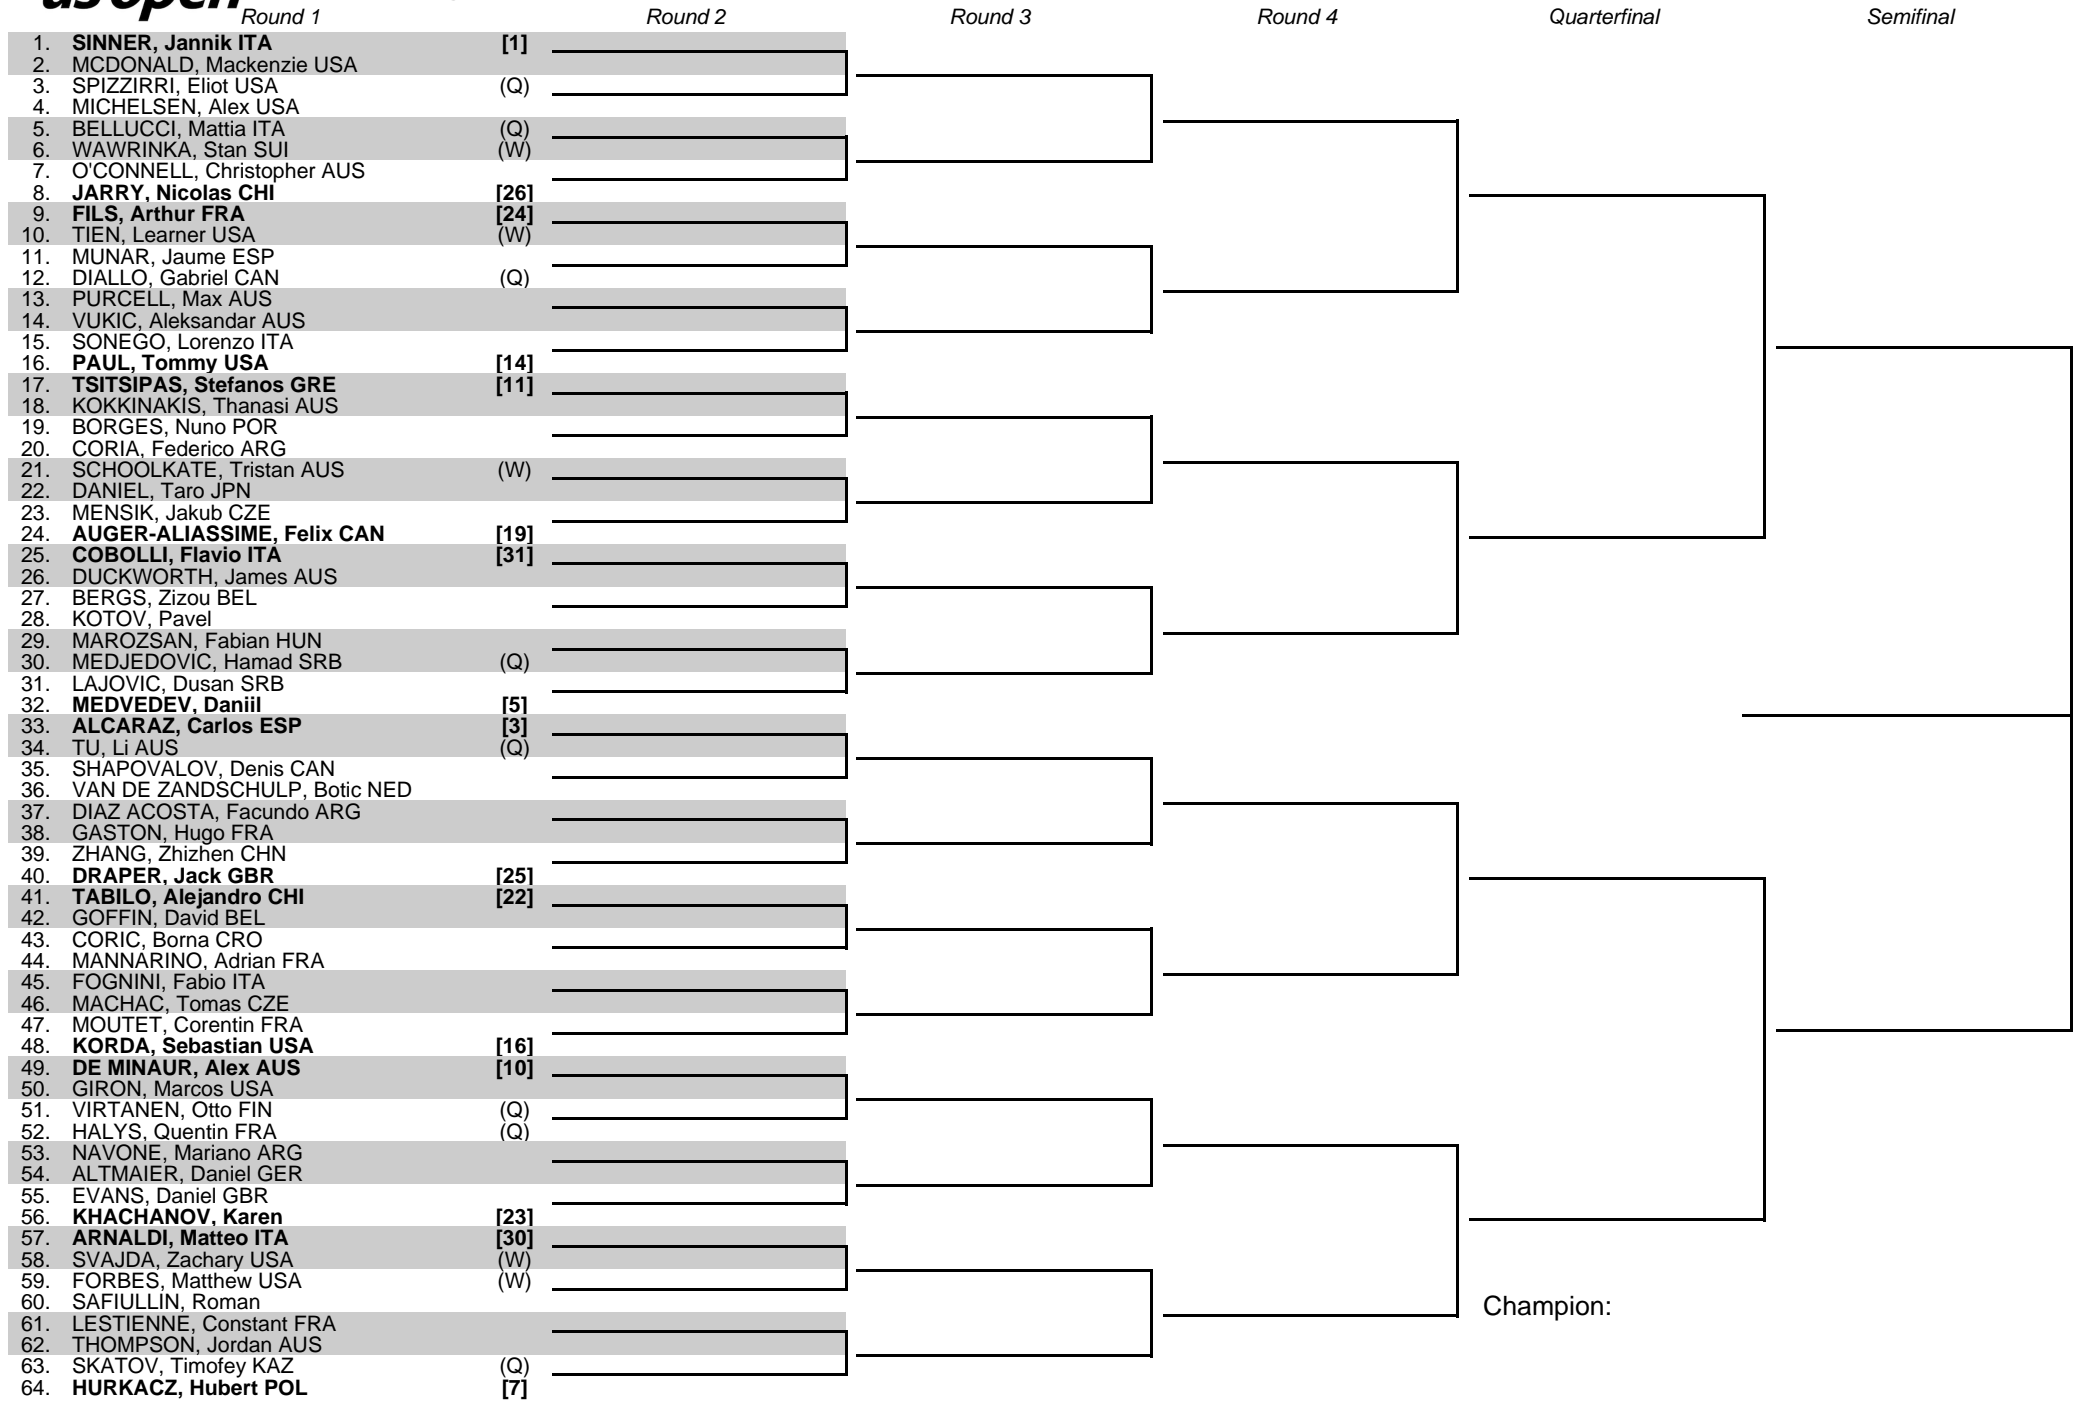 us open
Round 1 Round 2 Round 3 Round 4 Quarterfinal Semifinal
1. SINNER, Jannik ITA [1]
2. MCDONALD, Mackenzie USA
3. SPIZZIRRI, Eliot USA (Q)
4. MICHELSEN, Alex USA
5. BELLUCCI, Mattia ITA (Q)
6. WAWRINKA, Stan SUI (W)
7. O'CONNELL, Christopher AUS
8. JARRY, Nicolas CHI [26]
9. FILS, Arthur FRA [24]
10. TIEN, Learner USA (W)
11. MUNAR, Jaume ESP
12. DIALLO, Gabriel CAN (Q)
13. PURCELL, Max AUS
14. VUKIC, Aleksandar AUS
15. SONEGO, Lorenzo ITA
16. PAUL, Tommy USA [14]
17. TSITSIPAS, Stefanos GRE [11]
18. KOKKINAKIS, Thanasi AUS
19. BORGES, Nuno POR
20. CORIA, Federico ARG
21. SCHOOLKATE, Tristan AUS (W)
22. DANIEL, Taro JPN
23. MENSIK, Jakub CZE
24. AUGER-ALIASSIME, Felix CAN [19]
25. COBOLLI, Flavio ITA [31]
26. DUCKWORTH, James AUS
27. BERGS, Zizou BEL
28. KOTOV, Pavel
29. MAROZSAN, Fabian HUN
30. MEDJEDOVIC, Hamad SRB (Q)
31. LAJOVIC, Dusan SRB
32. MEDVEDEV, Daniil [5]
33. ALCARAZ, Carlos ESP [3]
34. TU, Li AUS (Q)
35. SHAPOVALOV, Denis CAN
36. VAN DE ZANDSCHULP, Botic NED
37. DIAZ ACOSTA, Facundo ARG
38. GASTON, Hugo FRA
39. ZHANG, Zhizhen CHN
40. DRAPER, Jack GBR [25]
41. TABILO, Alejandro CHI [22]
42. GOFFIN, David BEL
43. CORIC, Borna CRO
44. MANNARINO, Adrian FRA
45. FOGNINI, Fabio ITA
46. MACHAC, Tomas CZE
47. MOUTET, Corentin FRA
48. KORDA, Sebastian USA [16]
49. DE MINAUR, Alex AUS [10]
50. GIRON, Marcos USA
51. VIRTANEN, Otto FIN (Q)
52. HALYS, Quentin FRA (Q)
53. NAVONE, Mariano ARG
54. ALTMAIER, Daniel GER
55. EVANS, Daniel GBR
56. KHACHANOV, Karen [23]
57. ARNALDI, Matteo ITA [30]
58. SVAJDA, Zachary USA (W)
59. FORBES, Matthew USA (W)
60. SAFIULLIN, Roman
61. LESTIENNE, Constant FRA
62. THOMPSON, Jordan AUS
63. SKATOV, Timofey KAZ (Q)
64. HURKACZ, Hubert POL [7]
Champion: